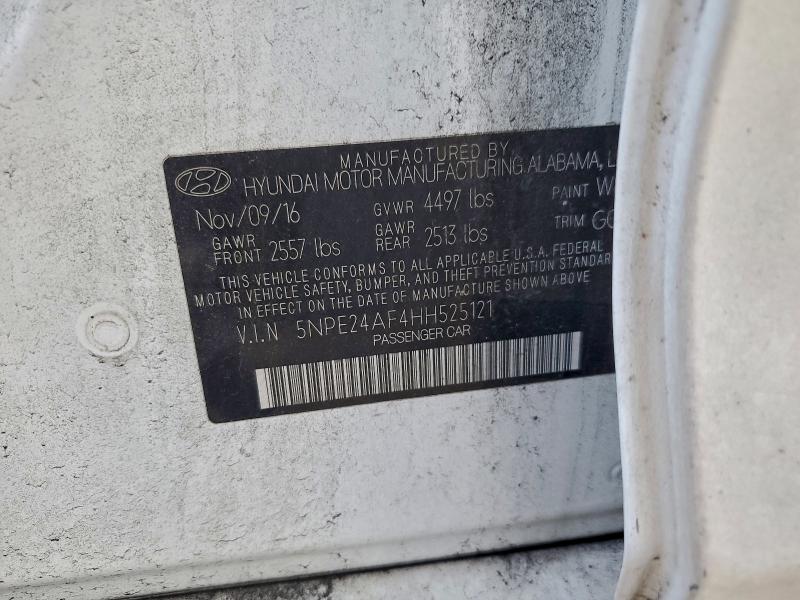 MANUFACTURED BY
HYUNDAI MOTOR MANUFACTURING ALABAMA, L
Nov/09/16 GVWR 4497 lbs PAINT W
GAWR FRONT 2557 lbs GAWR REAR 2513 lbs TRIM
THIS VEHICLE CONFORMS TO ALL APPLICABLE U.S.A. FEDERAL
MOTOR VEHICLE SAFETY, BUMPER, AND THEFT PREVENTION STANDAR
IN EFFECT ON THE DATE OF MANUFACTURE SHOWN ABOVE
V.I.N 5NPE24AF4HH525121
PASSENGER CAR